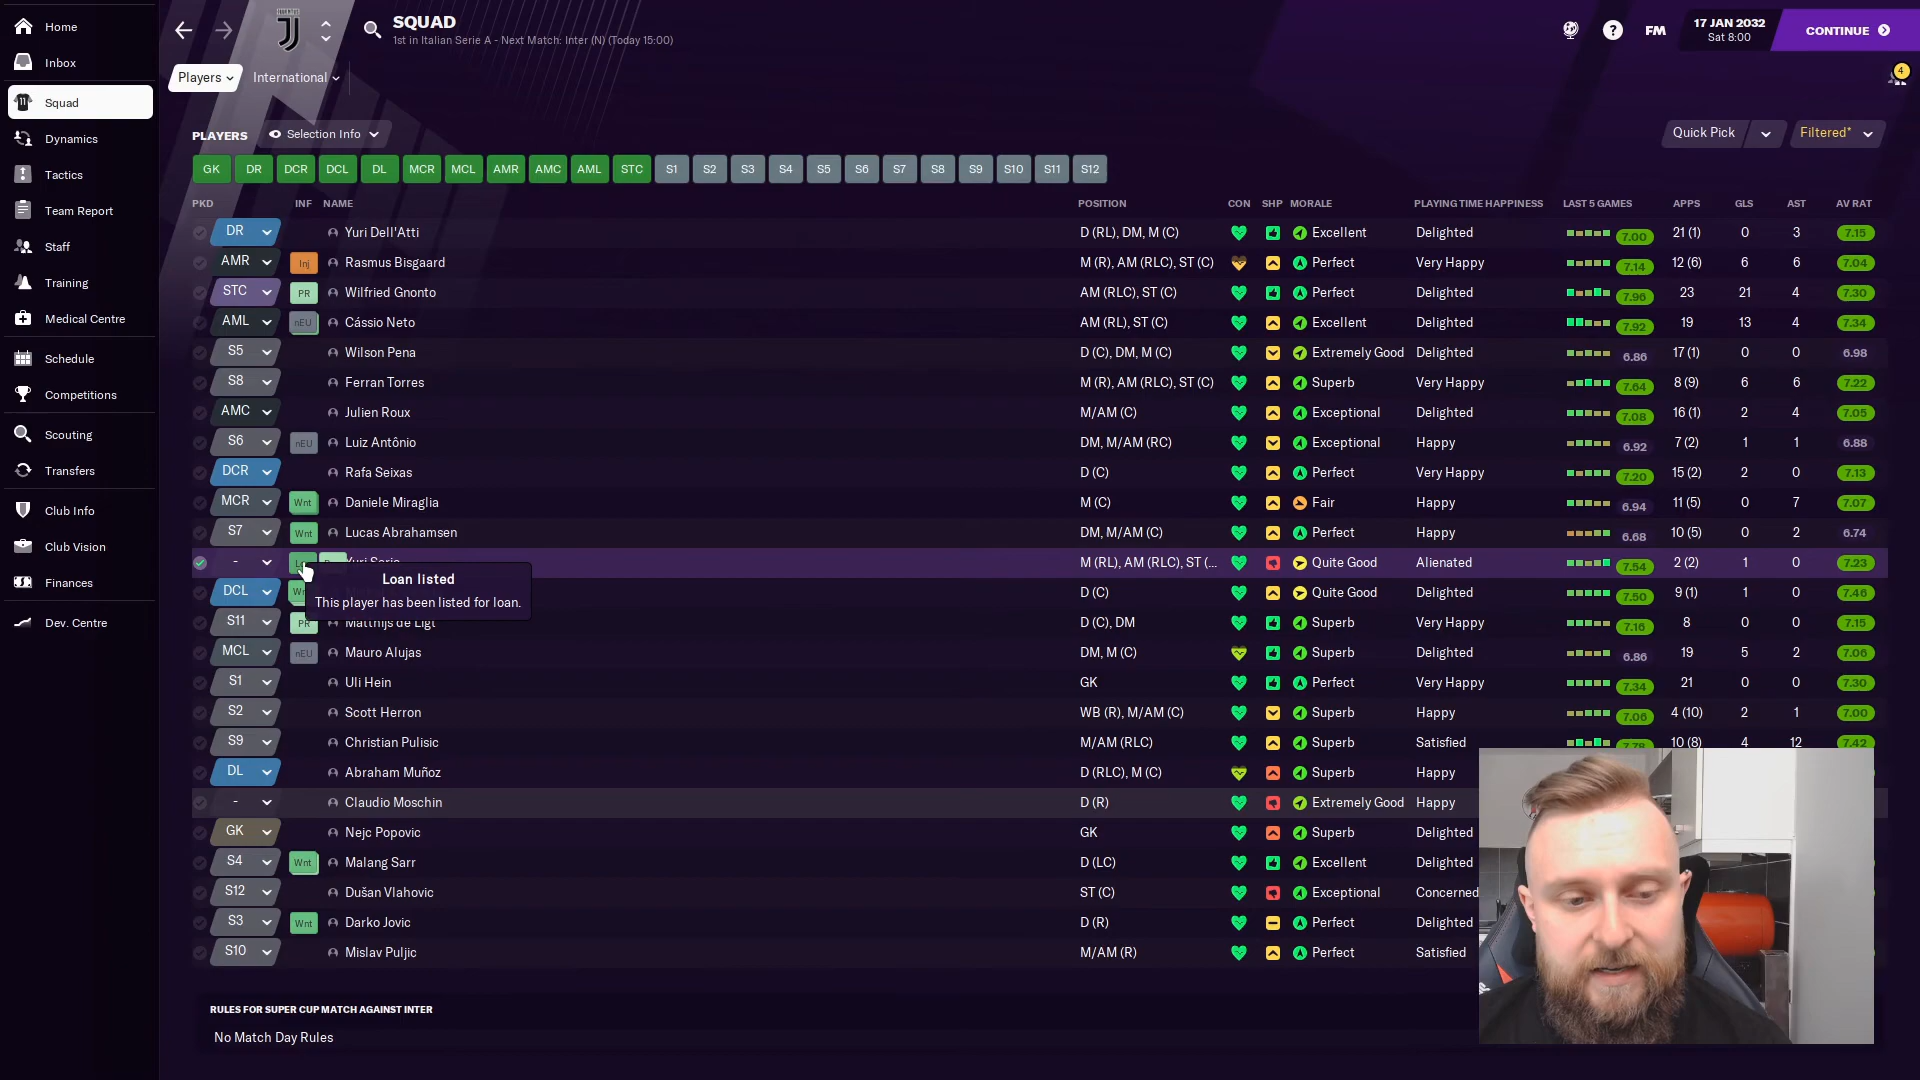 Home
Inbox
Squad
Dynamics
Tactics
Team Report
Staff
Training
Medical Centre
Schedule
Competitions
Scouting
Transfers
Club Info
Club Vision
Finances
Dev. Centre
SQUAD
1st in Italian Serie A - Next Match: Inter (N) (Today 15:00)
? FM 17 JAN 2032
Sat 8:00
CONTINUE
Players International
4
PLAYERS Selection Info
Quick Pick Filtered*
GK DR DCR DCL DL MCR MCL AMR AMC AML STC S1 S2 S3 S4 S5 S6 S7 S8 S9 S10 S11 S12
PKD INF NAME POSITION CON SHP MORALE PLAYING TIME HAPPINESS LAST 5 GAMES APPS GLS AST AV RAT
DR Yuri Dell'Atti D (RL), DM, M (C) Excellent Delighted 7.00 21 (1) 0 3 7.15
AMR Inj Rasmus Bisgaard M (R), AM (RLC), ST (C) Perfect Very Happy 7.14 12 (6) 6 6 7.04
STC PR Wilfried Gnonto AM (RLC), ST (C) Perfect Delighted 7.96 23 21 4 7.30
AML nEU Cássio Neto AM (RL), ST (C) Excellent Delighted 7.92 19 13 4 7.34
S5 Wilson Pena D (C), DM, M (C) Extremely Good Delighted 6.86 17 (1) 0 0 6.98
S8 Ferran Torres M (R), AM (RLC), ST (C) Superb Very Happy 7.64 8 (9) 6 6 7.22
AMC Julien Roux M/AM (C) Exceptional Delighted 7.08 16 (1) 2 4 7.05
S6 nEU Luiz Antônio DM, M/AM (RC) Exceptional Happy 6.92 7 (2) 1 1 6.88
DCR Rafa Seixas D (C) Perfect Very Happy 7.20 15 (2) 2 0 7.13
MCR Wnt Daniele Miraglia M (C) Fair Happy 6.94 11 (5) 0 7 7.07
S7 Wnt Lucas Abrahamsen DM, M/AM (C) Perfect Happy 6.68 10 (5) 0 2 6.74
- M (RL), AM (RLC), ST (... Quite Good Alienated 7.54 2 (2) 1 0 7.23
Loan listed
This player has been listed for loan.
DCL D (C) Quite Good Delighted 7.50 9 (1) 1 0 7.46
S11 PR Matthijs de Ligt D (C), DM Superb Very Happy 7.16 8 0 0 7.15
MCL nEU Mauro Alujas DM, M (C) Superb Delighted 6.86 19 5 2 7.06
S1 Uli Hein GK Perfect Very Happy 7.34 21 0 0 7.30
S2 Scott Herron WB (R), M/AM (C) Superb Happy 7.06 4 (10) 2 1 7.00
S9 Christian Pulisic M/AM (RLC) Superb Satisfied 7.78 10 (8) 4 12 7.42
DL Abraham Muñoz D (RLC), M (C) Superb Happy
- Claudio Moschin D (R) Extremely Good Happy
GK Nejc Popovic GK Superb Delighted
S4 Wnt Malang Sarr D (LC) Excellent Delighted
S12 Dušan Vlahovic ST (C) Exceptional Concerned
S3 Wnt Darko Jovic D (R) Perfect Delighted
S10 Mislav Puljic M/AM (R) Perfect Satisfied
RULES FOR SUPER CUP MATCH AGAINST INTER
No Match Day Rules